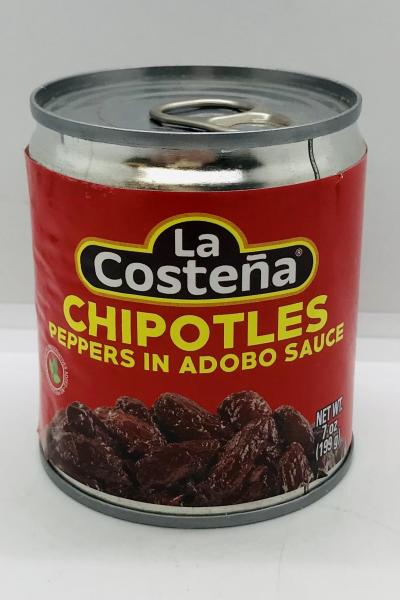 La
Costeña®
CHIPOTLES
PEPPERS IN ADOBO SAUCE
NET WT.
7 oz
(199 g)